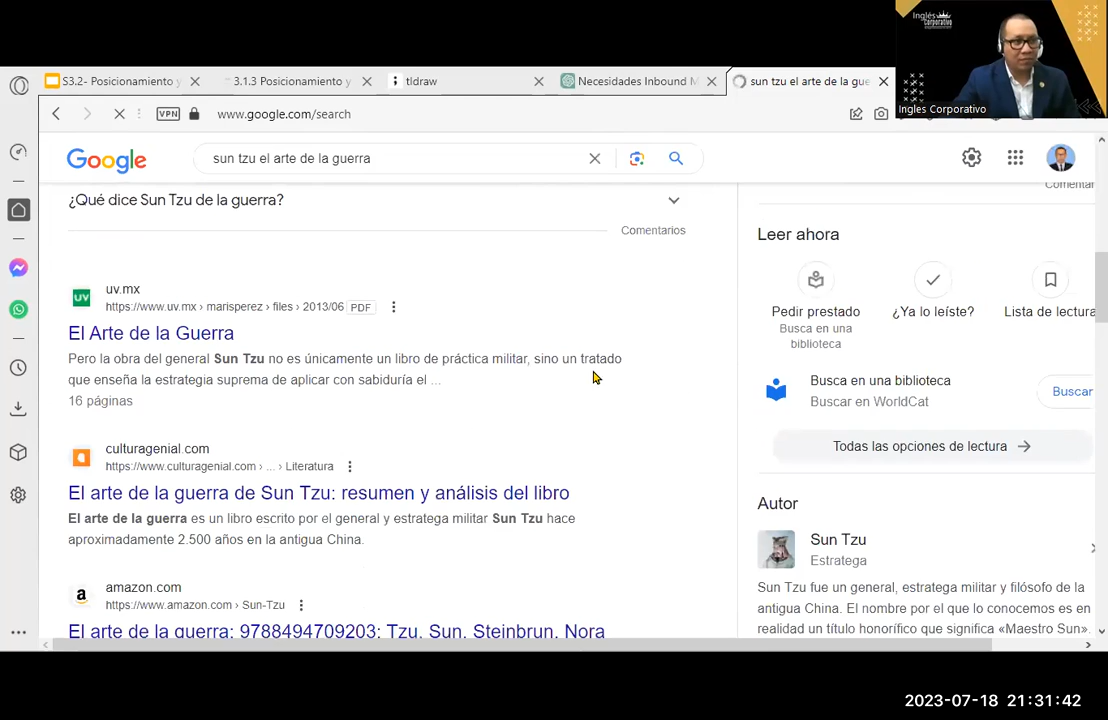 Inglés
Corporativo
Ingles Corporativo
S3.2- Posicionamiento y
3.1.3 Posicionamiento y
tldraw
Necesidades Inbound M
sun tzu el arte de la gue
VPN
www.google.com/search
Google
sun tzu el arte de la guerra
¿Qué dice Sun Tzu de la guerra?
Comentarios
uv.mx
https://www.uv.mx › marisperez › files › 2013/06 PDF
El Arte de la Guerra
Pero la obra del general Sun Tzu no es únicamente un libro de práctica militar, sino un tratado
que enseña la estrategia suprema de aplicar con sabiduría el ...
16 páginas
culturagenial.com
https://www.culturagenial.com › ... › Literatura
El arte de la guerra de Sun Tzu: resumen y análisis del libro
El arte de la guerra es un libro escrito por el general y estratega militar Sun Tzu hace
aproximadamente 2.500 años en la antigua China.
amazon.com
https://www.amazon.com › Sun-Tzu
El arte de la guerra: 9788494709203: Tzu, Sun, Steinbrun, Nora
Comentar
Leer ahora
Pedir prestado
Busca en una
biblioteca
¿Ya lo leíste?
Lista de lectura
Busca en una biblioteca
Buscar en WorldCat
Buscar
Todas las opciones de lectura
Autor
Sun Tzu
Estratega
Sun Tzu fue un general, estratega militar y filósofo de la
antigua China. El nombre por el que lo conocemos es en
realidad un título honorífico que significa «Maestro Sun».
2023-07-18 21:31:42